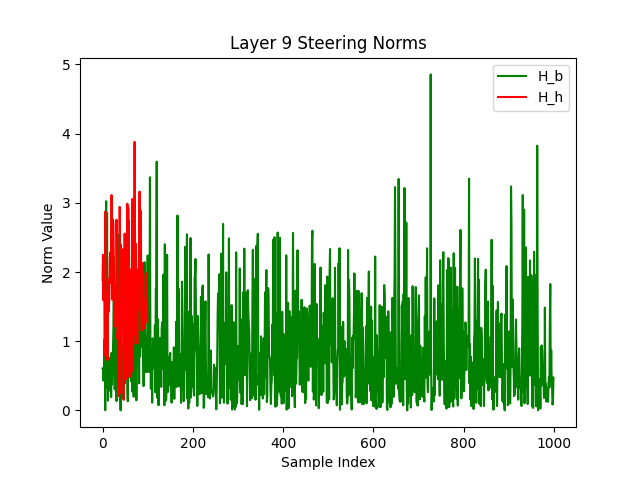 Layer 9 Steering Norms
H_b
H_h
Norm Value
5
4
3
2
1
0
0
200
400
600
800
1000
Sample Index